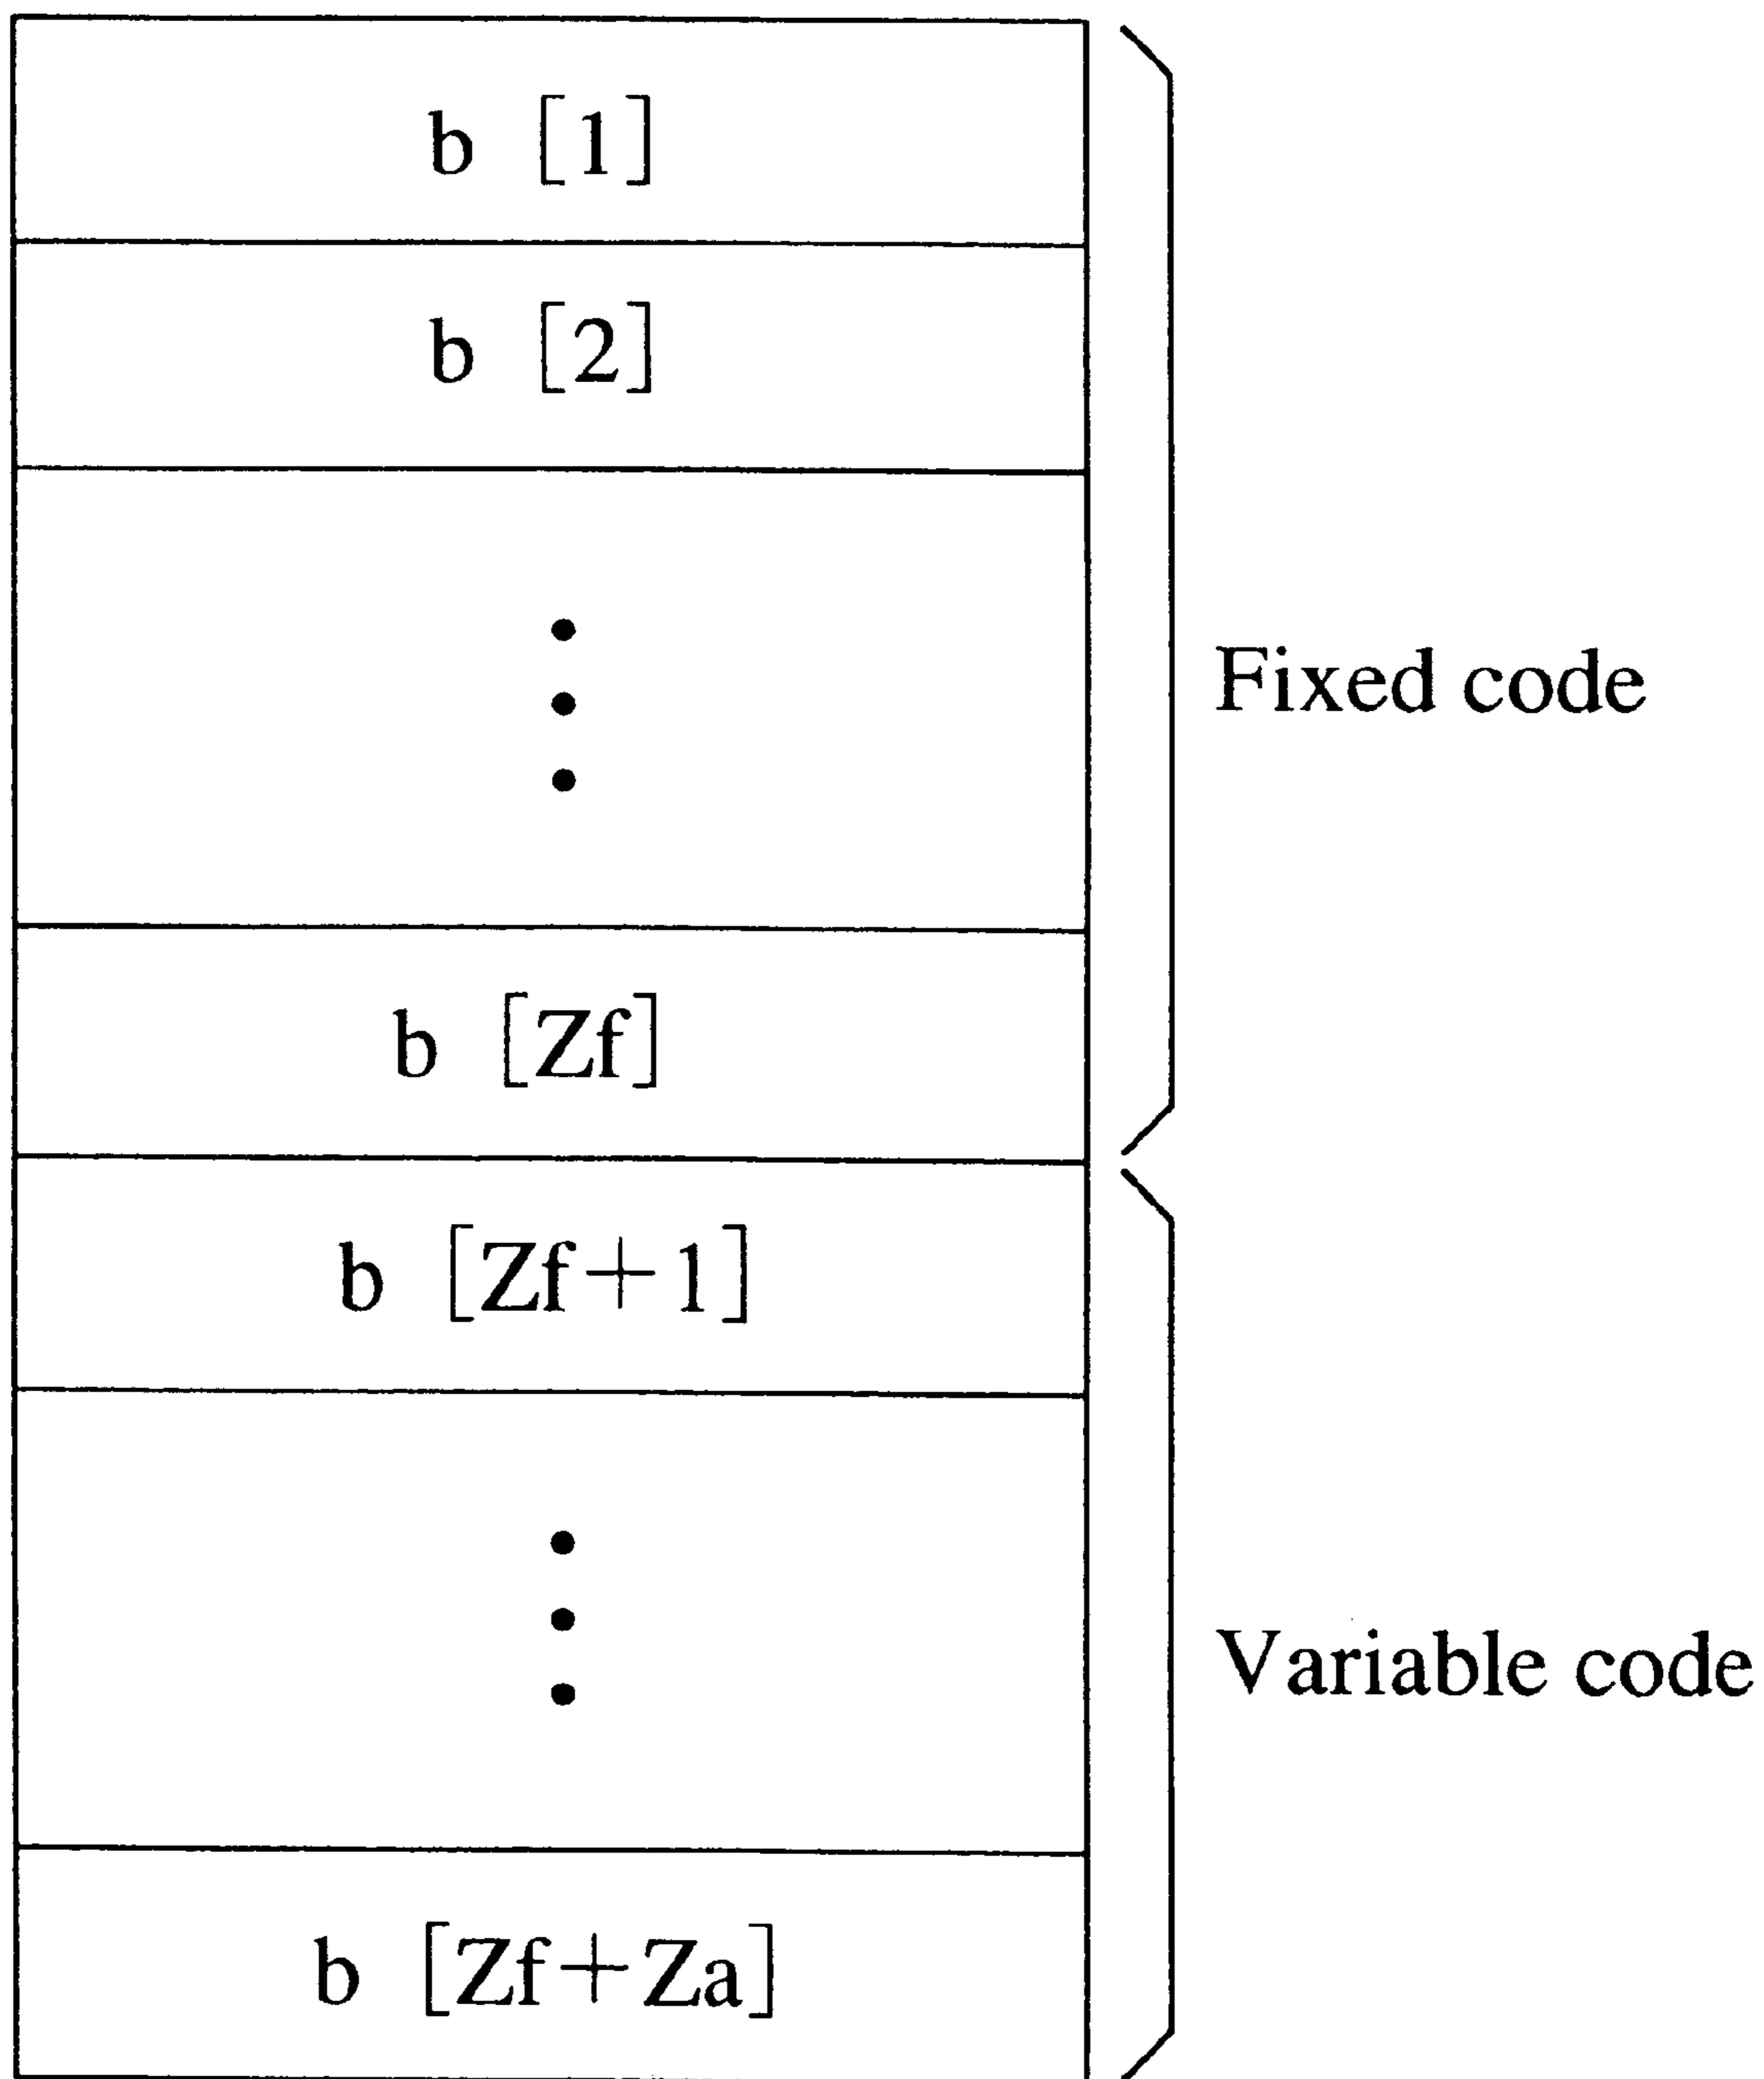 b [1]
b [2]
Fixed code
b [Zf]
b [Zf+1]
Variable code
b [Zf+Za]